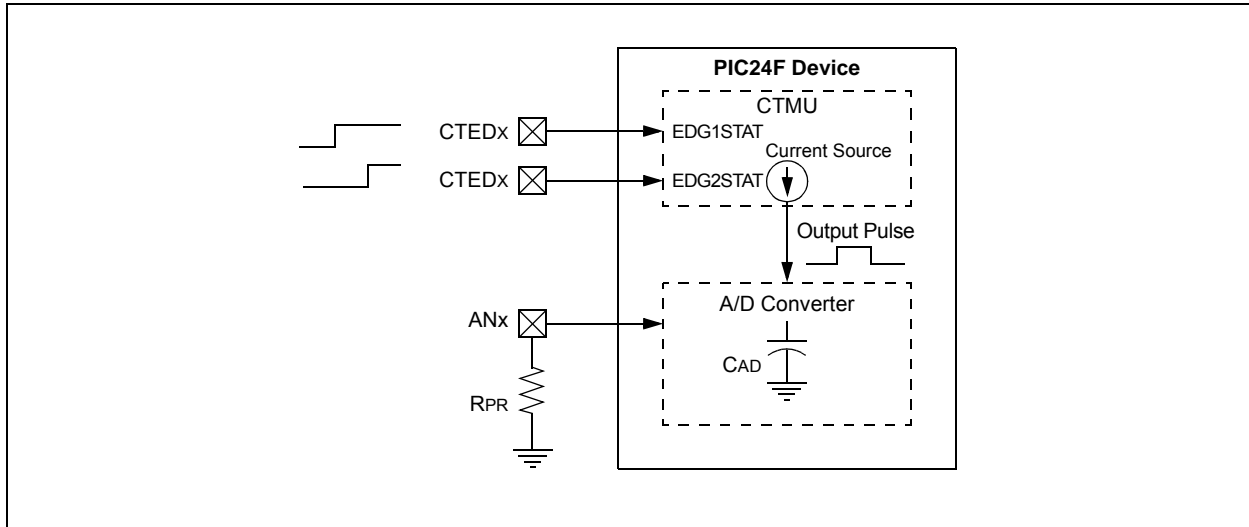 PIC24F Device
CTMU
CTEDX
EDG1STAT
Current Source
CTEDX
EDG2STAT
Output Pulse
A/D Converter
ANx
CAD
RPR